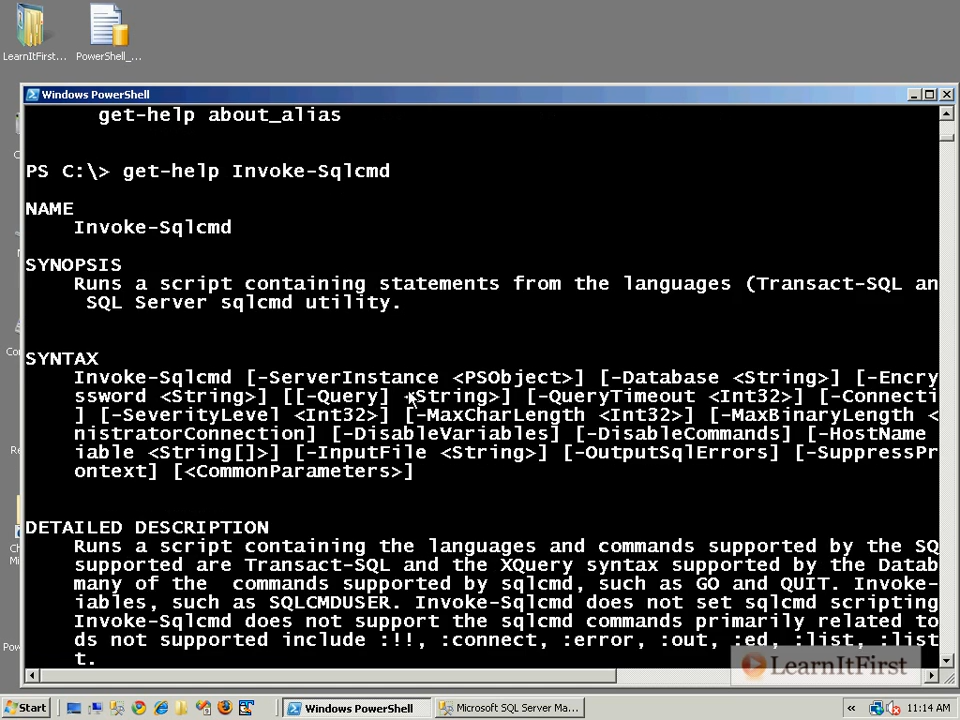 LearnItFirst... PowerShell_...
Windows PowerShell
get-help about_alias
PS C:\> get-help Invoke-Sqlcmd
NAME
Invoke-Sqlcmd
SYNOPSIS
Runs a script containing statements from the languages (Transact-SQL an
SQL Server sqlcmd utility.
SYNTAX
Invoke-Sqlcmd [-ServerInstance <PSObject>] [-Database <String>] [-Encry
ssword <String>] [[-Query] <String>] [-QueryTimeout <Int32>] [-Connecti
] [-SeverityLevel <Int32>] [-MaxCharLength <Int32>] [-MaxBinaryLength <
nistratorConnection] [-DisableVariables] [-DisableCommands] [-HostName
iable <String[]>] [-InputFile <String>] [-OutputSqlErrors] [-SuppressPr
ontext] [<CommonParameters>]
DETAILED DESCRIPTION
Runs a script containing the languages and commands supported by the SQ
supported are Transact-SQL and the XQuery syntax supported by the Datab
many of the  commands supported by sqlcmd, such as GO and QUIT. Invoke-
iables, such as SQLCMDUSER. Invoke-Sqlcmd does not set sqlcmd scripting
Invoke-Sqlcmd does not support the sqlcmd commands primarily related to
ds not supported include :!!, :connect, :error, :out, :ed, :list, :list
t.
LearnItFirst
Start
Windows PowerShell
Microsoft SQL Server Ma...
«
11:14 AM